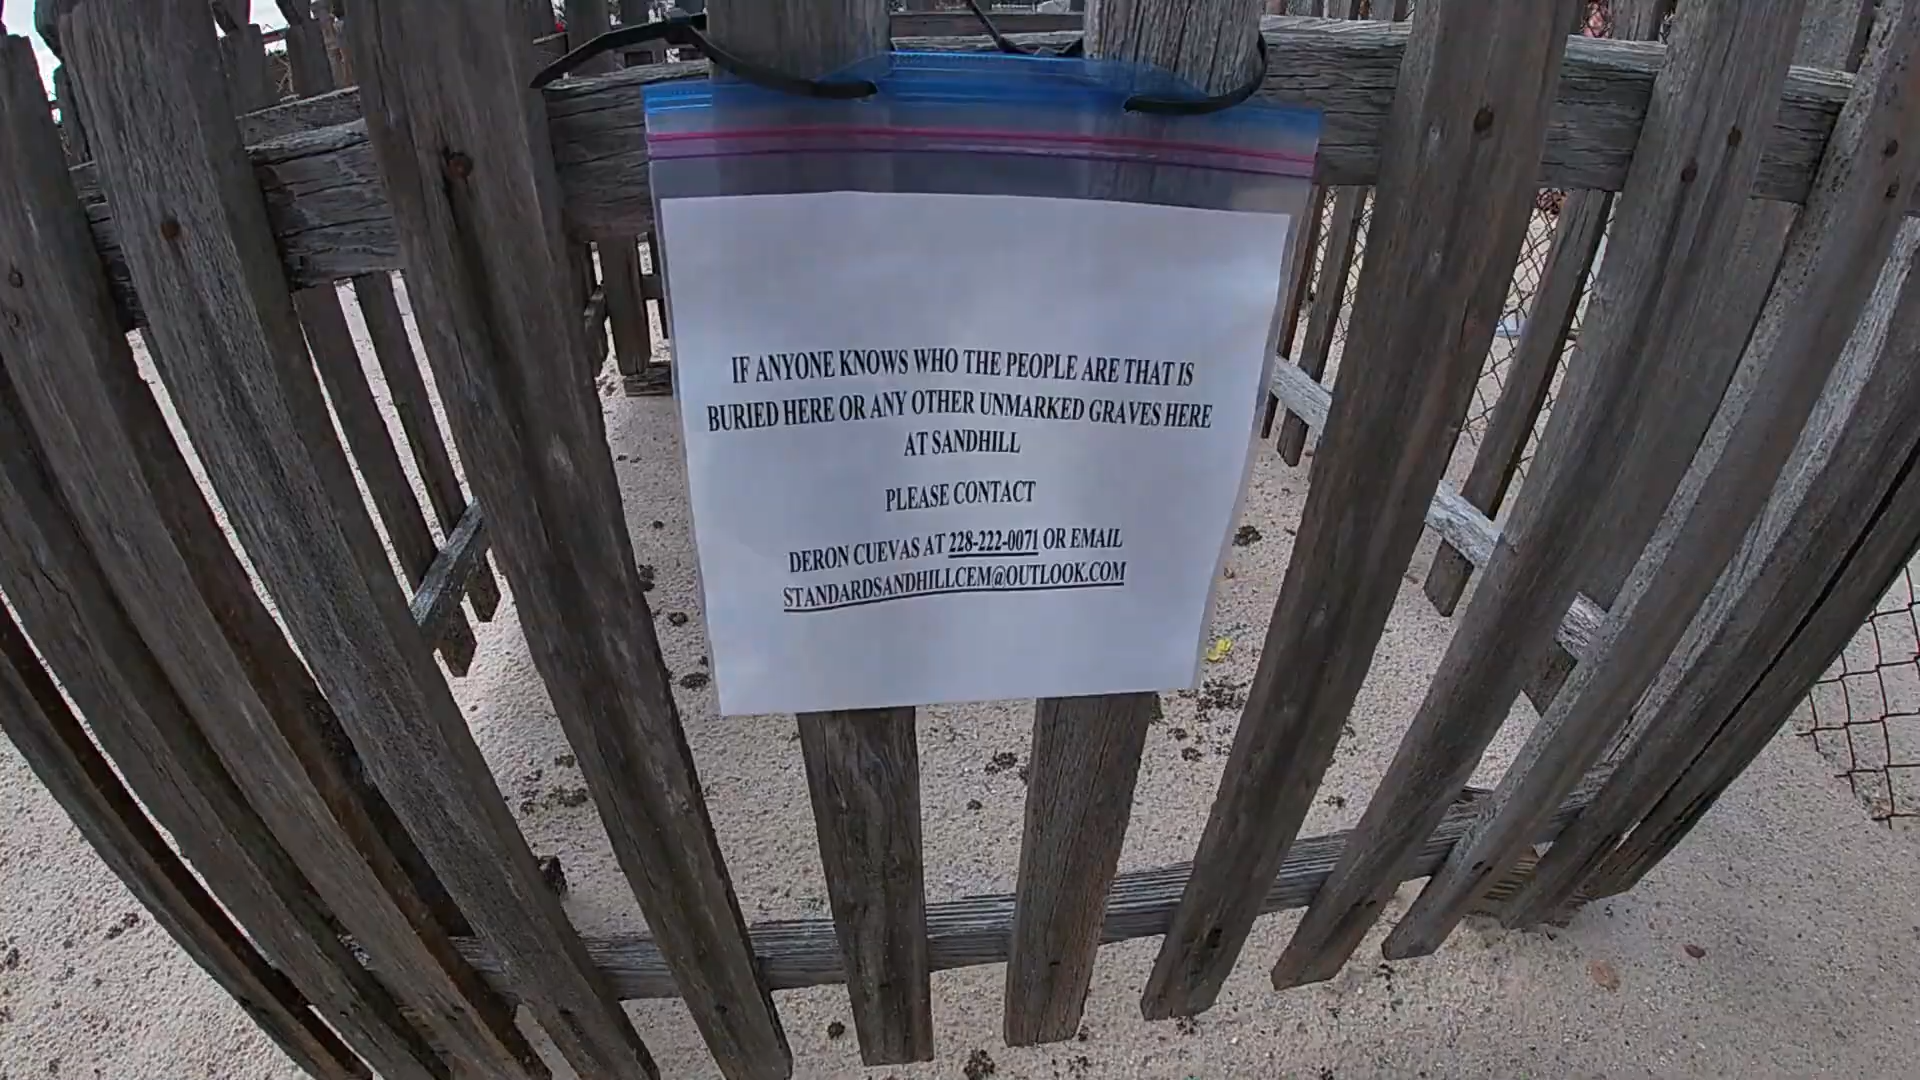 IF ANYONE KNOWS WHO THE PEOPLE ARE THAT IS
BURIED HERE OR ANY OTHER UNMARKED GRAVES HERE
AT SANDHILL
PLEASE CONTACT
DERON CUEVAS AT 228-222-0071 OR EMAIL
STANDARDSANDHILLCEM@OUTLOOK.COM